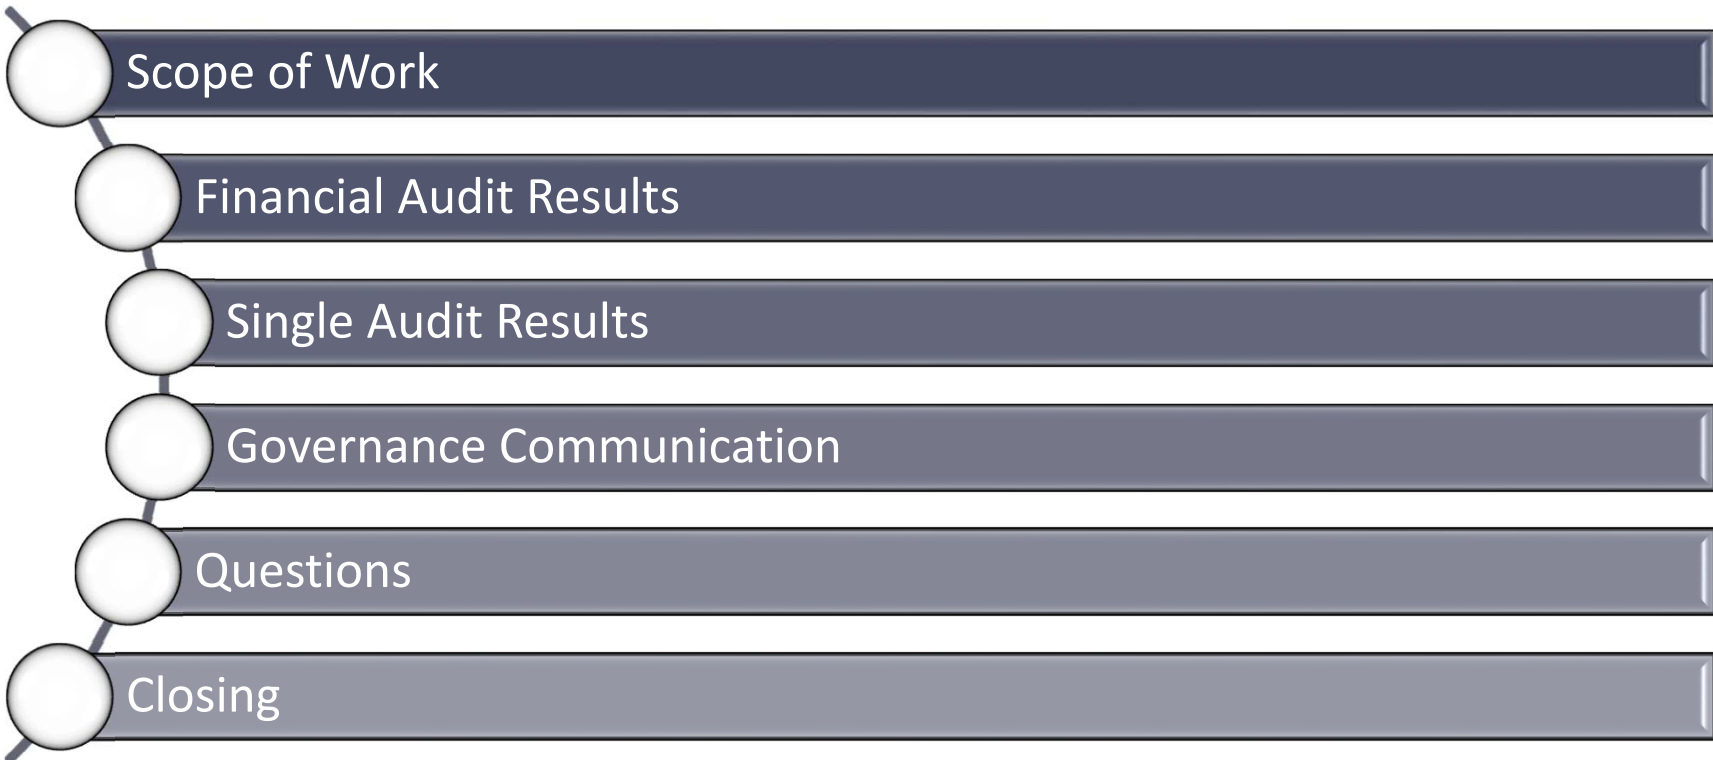 Scope of Work
Financial Audit Results
Single Audit Results
Governance Communication
Questions
Closing